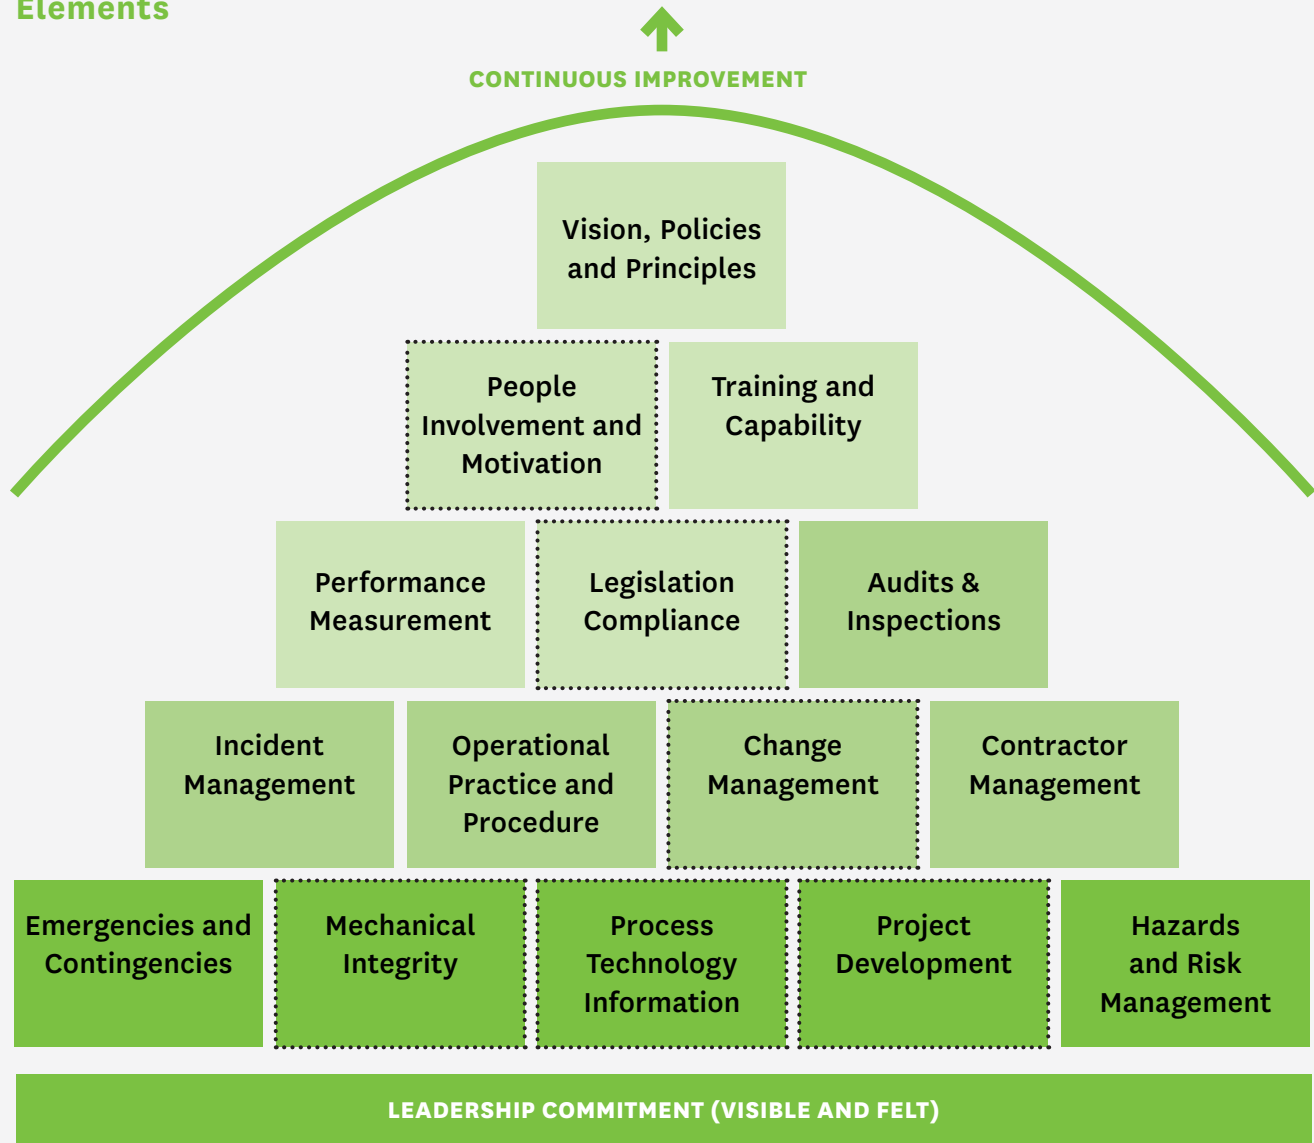 Elements
CONTINUOUS IMPROVEMENT
Vision, Policies
and Principles
People
Involvement and
Motivation
Training and
Capability
Performance
Measurement
Legislation
Compliance
Audits &
Inspections
Incident
Management
Operational
Practice and
Procedure
Change
Management
Contractor
Management
Emergencies and
Contingencies
Mechanical
Integrity
Process
Technology
Information
Project
Development
Hazards
and Risk
Management
LEADERSHIP COMMITMENT (VISIBLE AND FELT)